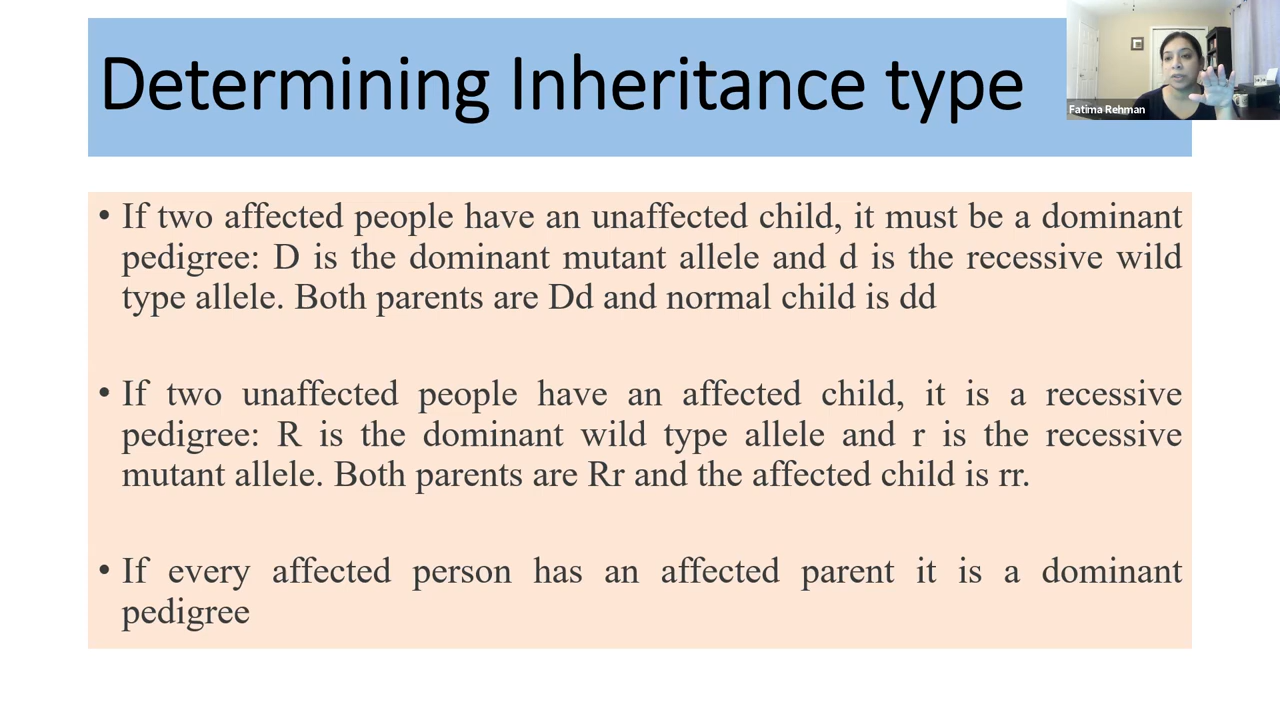 Determining Inheritance type
Fatima Rehman
• If two affected people have an unaffected child, it must be a dominant
pedigree: D is the dominant mutant allele and d is the recessive wild
type allele. Both parents are Dd and normal child is dd
• If two unaffected people have an affected child, it is a recessive
pedigree: R is the dominant wild type allele and r is the recessive
mutant allele. Both parents are Rr and the affected child is rr.
• If every affected person has an affected parent it is a dominant
pedigree